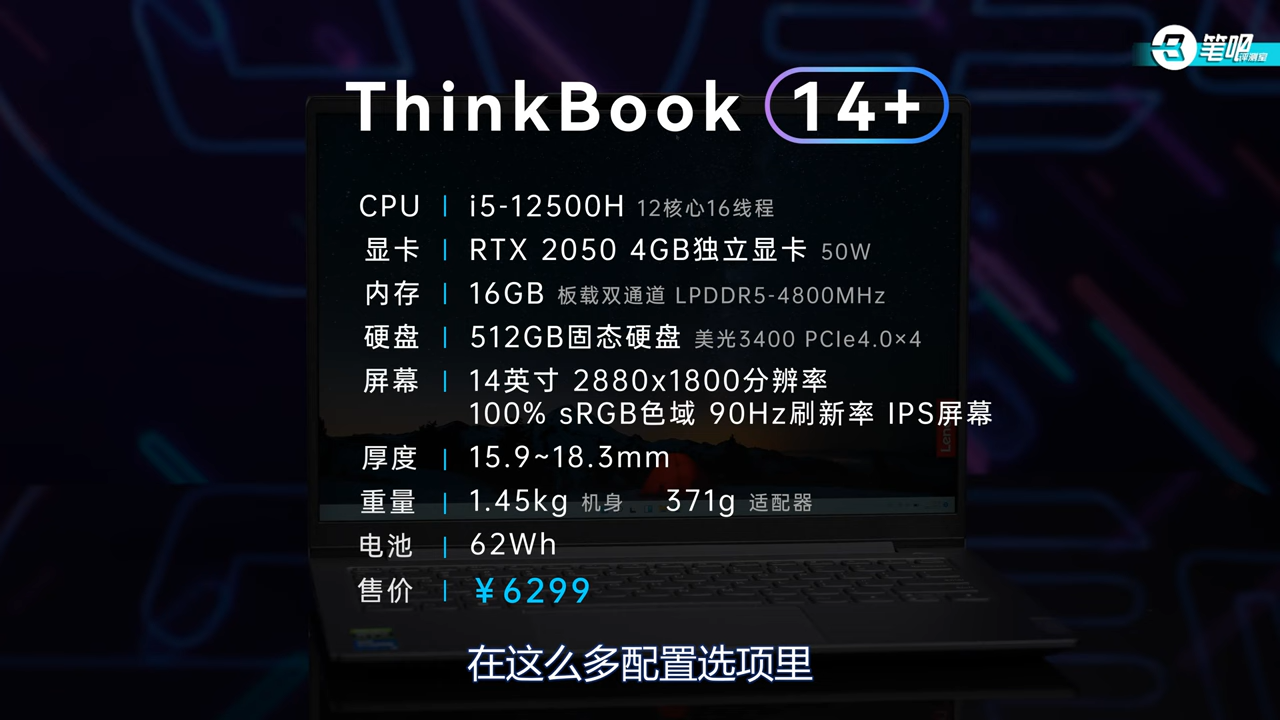 笔吧评测室
ThinkBook 14+
CPU | i5-12500H 12核心16线程
显卡 | RTX 2050 4GB独立显卡 50W
内存 | 16GB 板载双通道 LPDDR5-4800MHz
硬盘 | 512GB固态硬盘 美光3400 PCIe4.0×4
屏幕 | 14英寸 2880x1800分辨率
100% sRGB色域 90Hz刷新率 IPS屏幕
厚度 | 15.9~18.3mm
重量 | 1.45kg 机身 371g 适配器
电池 | 62Wh
售价 | ￥6299
在这么多配置选项里